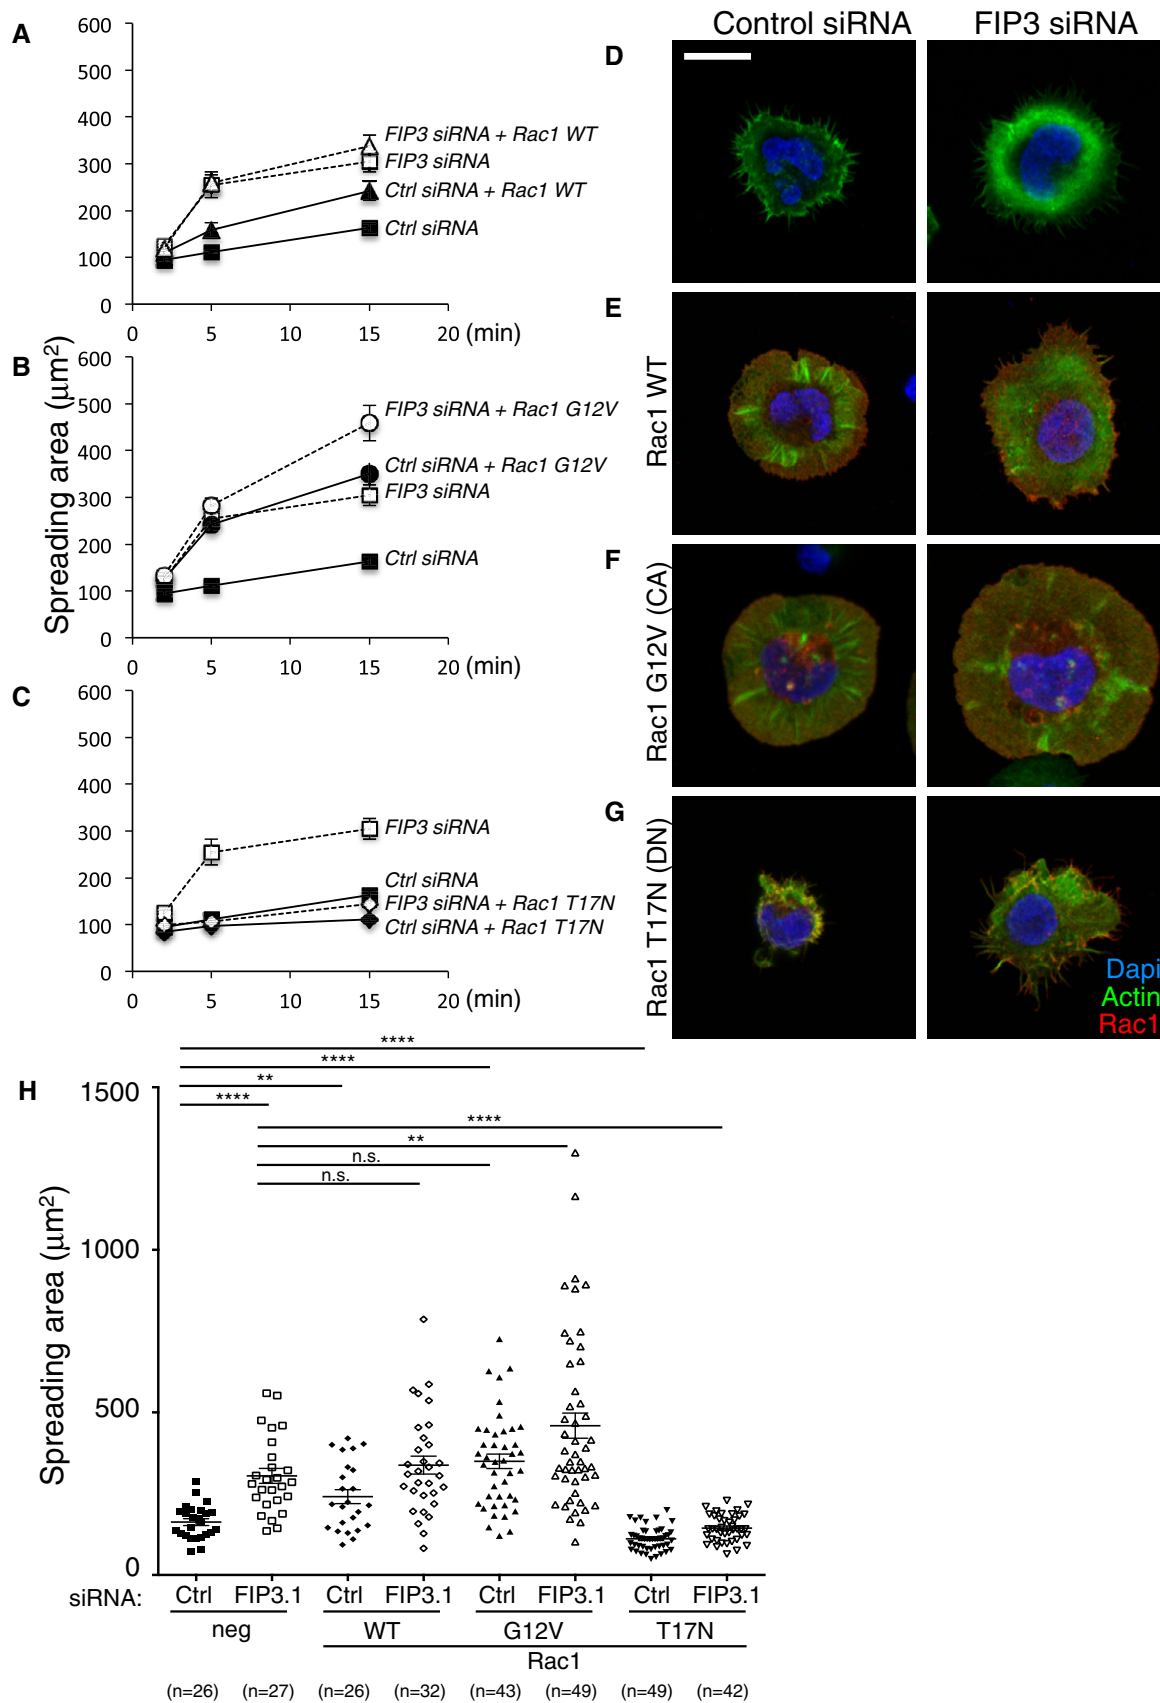 Control siRNA FIP3 siRNA
A
600
500
400
300
200
100
0
0 5 10 15 20 (min)
FIP3 siRNA + Rac1 WT
FIP3 siRNA
Ctrl siRNA + Rac1 WT
Ctrl siRNA
B
Spreading area (μm2)
600
500
400
300
200
100
0
0 5 10 15 20 (min)
FIP3 siRNA + Rac1 G12V
Ctrl siRNA + Rac1 G12V
FIP3 siRNA
Ctrl siRNA
C
600
500
400
300
200
100
0
0 5 10 15 20 (min)
FIP3 siRNA
Ctrl siRNA
FIP3 siRNA + Rac1 T17N
Ctrl siRNA + Rac1 T17N
D
E
Rac1 WT
F
Rac1 G12V (CA)
G
Rac1 T17N (DN)
Dapi
Actin
Rac1
H
Spreading area (μm2)
1500
1000
500
0
****
****
**
****
****
**
n.s.
n.s.
siRNA: Ctrl FIP3.1 Ctrl FIP3.1 Ctrl FIP3.1 Ctrl FIP3.1
neg WT G12V T17N
Rac1
(n=26) (n=27) (n=26) (n=32) (n=43) (n=49) (n=49) (n=42)